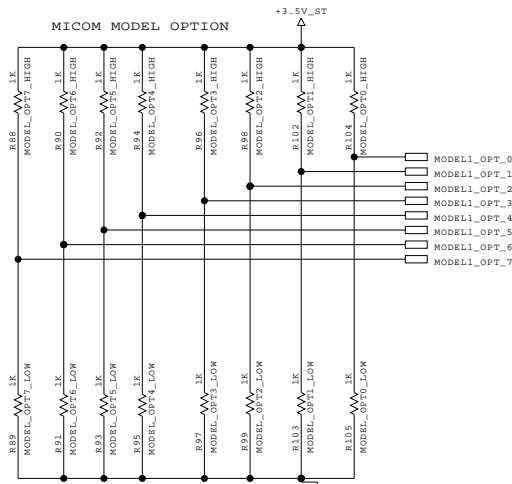 +3.5V_ST
MICOM MODEL OPTION
R88 1K MODEL_OPT7_HIGH
R90 1K MODEL_OPT6_HIGH
R92 1K MODEL_OPT5_HIGH
R94 1K MODEL_OPT4_HIGH
R96 1K MODEL_OPT3_HIGH
R98 1K MODEL_OPT2_HIGH
R102 1K MODEL_OPT1_HIGH
R104 1K MODEL_OPT0_HIGH
MODEL1_OPT_0
MODEL1_OPT_1
MODEL1_OPT_2
MODEL1_OPT_3
MODEL1_OPT_4
MODEL1_OPT_5
MODEL1_OPT_6
MODEL1_OPT_7
R89 1K MODEL_OPT7_LOW
R91 1K MODEL_OPT6_LOW
R93 1K MODEL_OPT5_LOW
R95 1K MODEL_OPT4_LOW
R97 1K MODEL_OPT3_LOW
R99 1K MODEL_OPT2_LOW
R103 1K MODEL_OPT1_LOW
R105 1K MODEL_OPT0_LOW